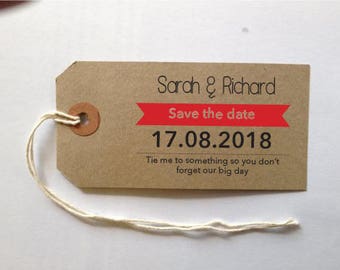 Sarah & Richard
Save the date
17.08.2018
Tie me to something so you don't
forget our big day